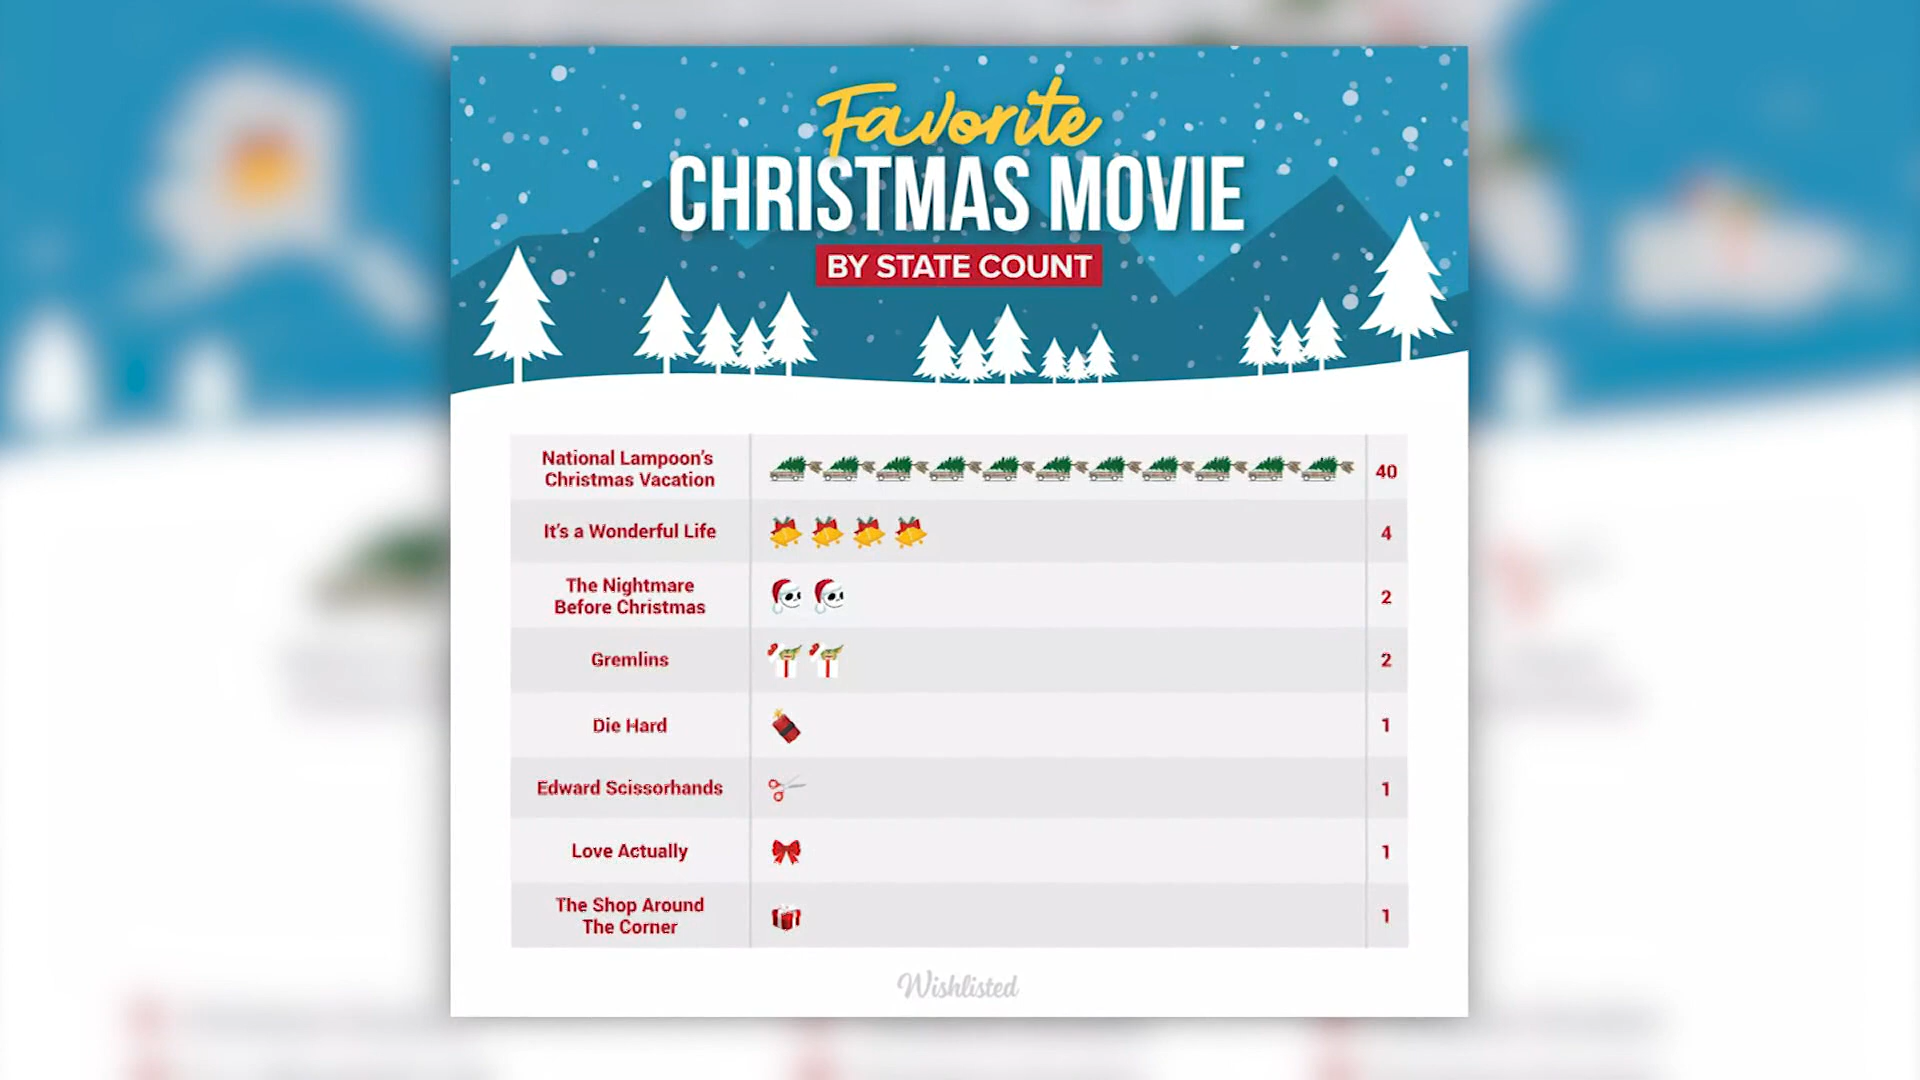 Favorite
CHRISTMAS MOVIE
BY STATE COUNT
National Lampoon's
Christmas Vacation
40
It's a Wonderful Life
4
The Nightmare
Before Christmas
2
Gremlins
2
Die Hard
1
Edward Scissorhands
1
Love Actually
1
The Shop Around
The Corner
1
Wishlisted